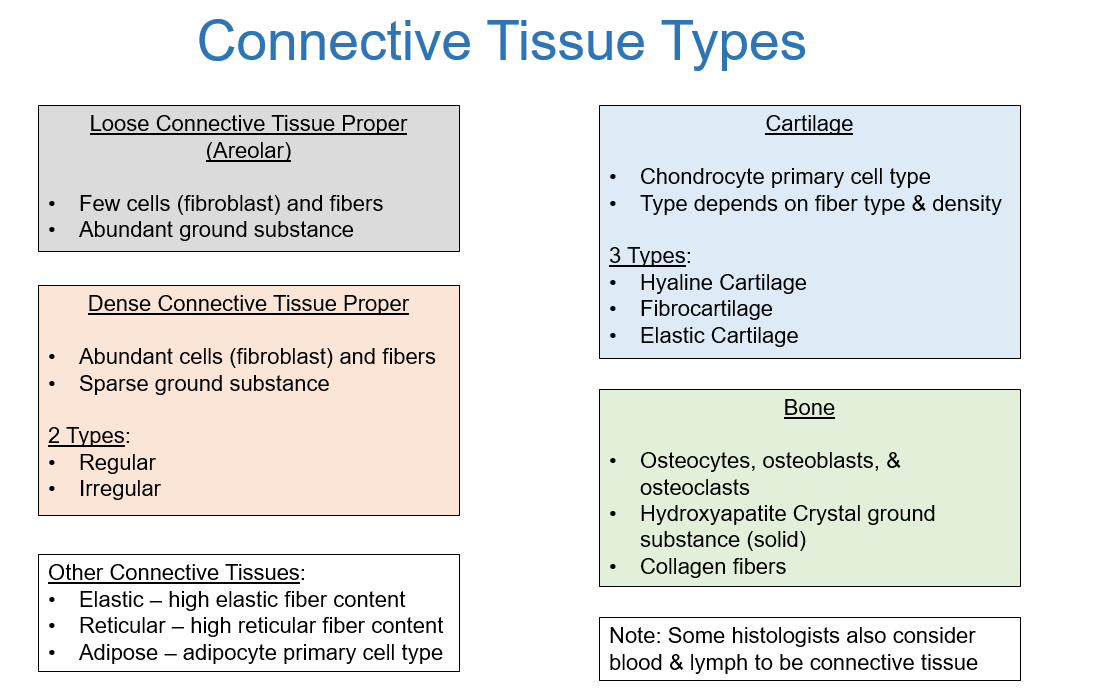 Connective Tissue Types
Loose Connective Tissue Proper
(Areolar)
• Few cells (fibroblast) and fibers
• Abundant ground substance
Dense Connective Tissue Proper
• Abundant cells (fibroblast) and fibers
• Sparse ground substance
2 Types:
• Regular
• Irregular
Other Connective Tissues:
• Elastic – high elastic fiber content
• Reticular – high reticular fiber content
• Adipose – adipocyte primary cell type
Cartilage
• Chondrocyte primary cell type
• Type depends on fiber type & density
3 Types:
• Hyaline Cartilage
• Fibrocartilage
• Elastic Cartilage
Bone
• Osteocytes, osteoblasts, &
osteoclasts
• Hydroxyapatite Crystal ground
substance (solid)
• Collagen fibers
Note: Some histologists also consider
blood & lymph to be connective tissue